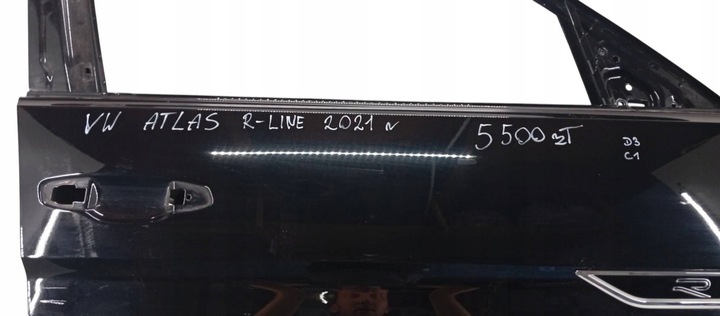 VW ATLAS R-LINE 2021 r 5500 zł
D3
C1
R